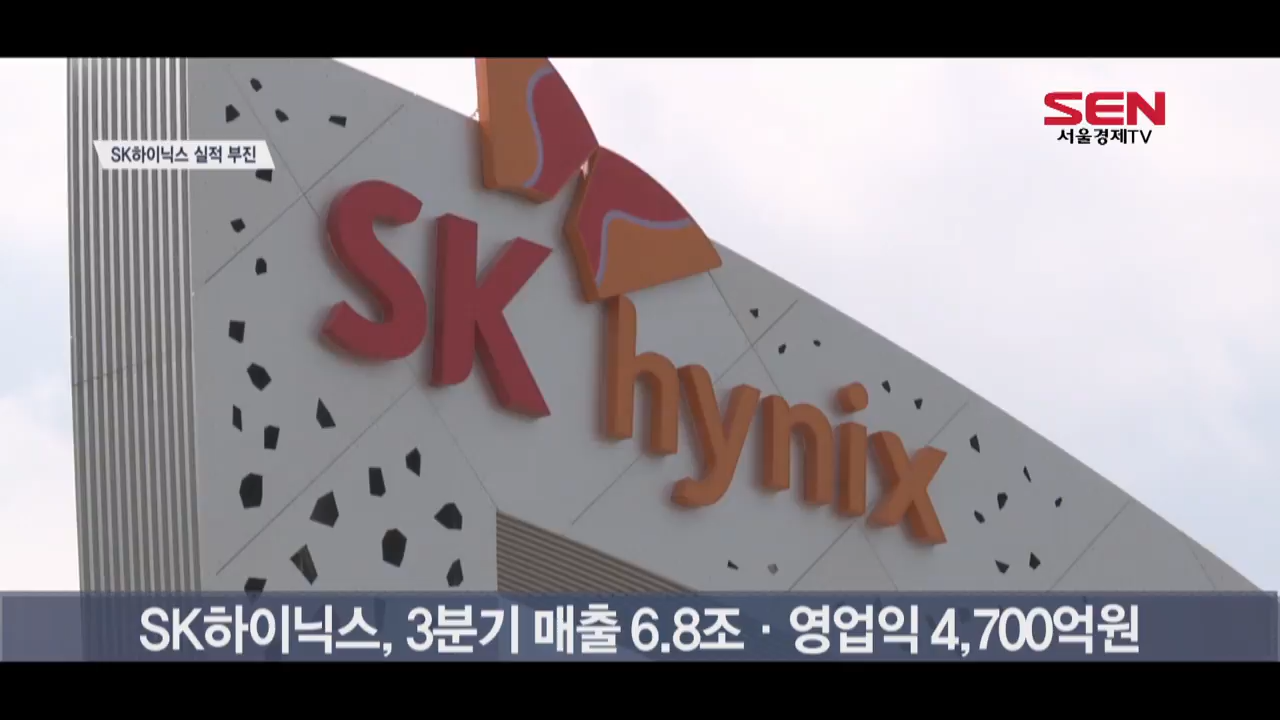 SEN
서울경제TV
SK하이닉스 실적 부진
SK
hynix
SK하이닉스, 3분기 매출 6.8조 · 영업익 4,700억원